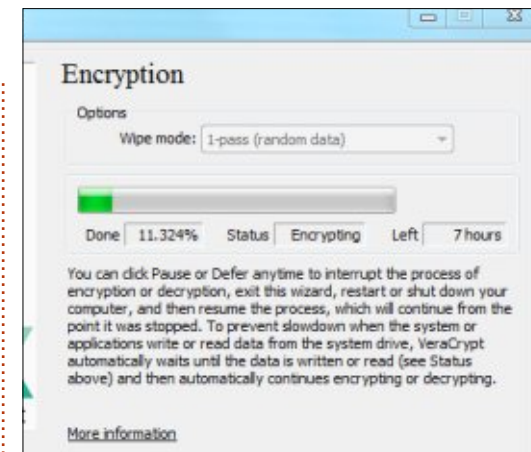 Encryption
Options
Wipe mode: 1-pass (random data)
Done 11.324% Status Encrypting Left 7 hours
You can click Pause or Defer anytime to interrupt the process of
encryption or decryption, exit this wizard, restart or shut down your
computer, and then resume the process, which will continue from the
point it was stopped. To prevent slowdown when the system or
applications write or read data from the system drive, VeraCrypt
automatically waits until the data is written or read (see Status
above) and then automatically continues encrypting or decrypting.
More information